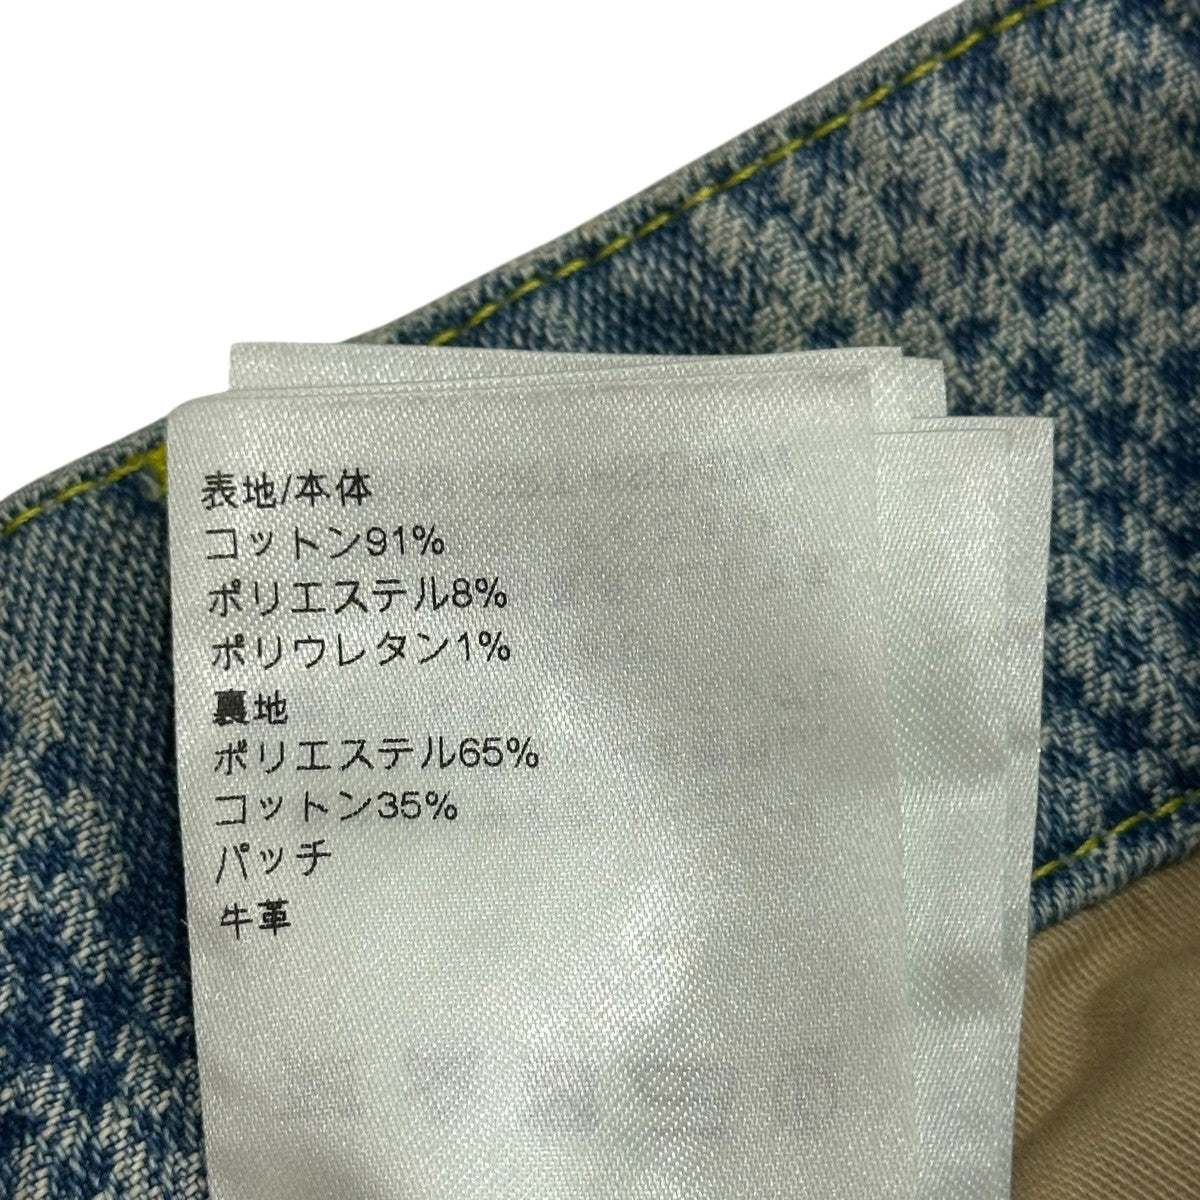 表地/本体
コットン91%
ポリエステル8%
ポリウレタン1%
裏地
ポリエステル65%
コットン35%
パッチ
牛革